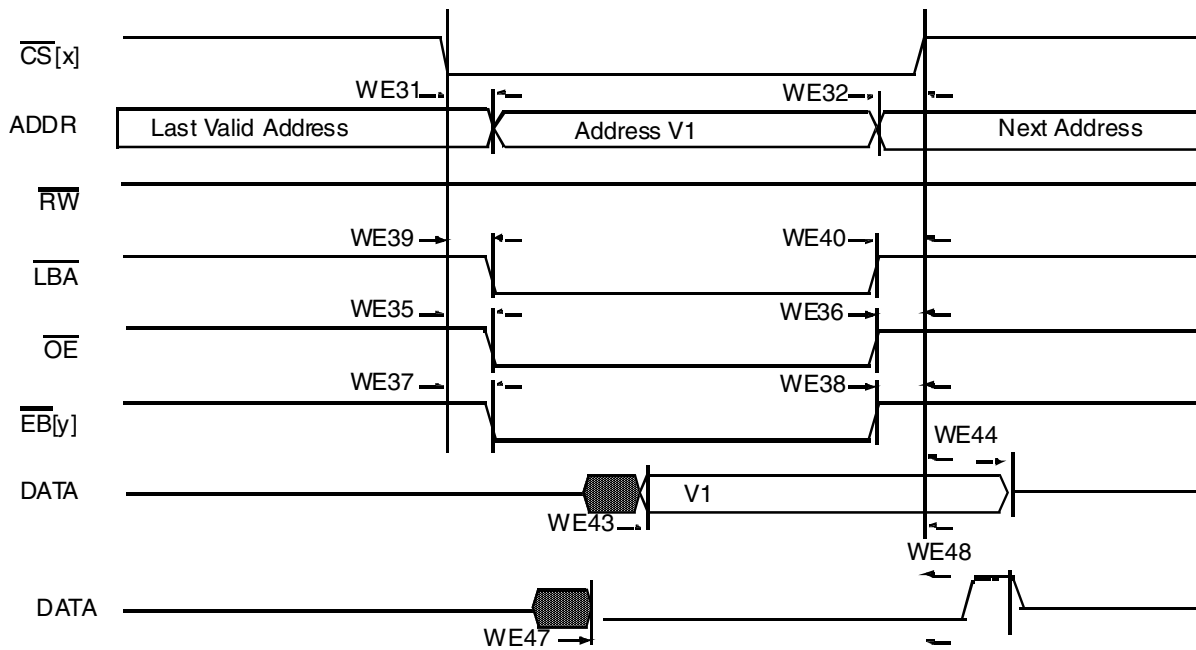 CS[x]
WE31 WE32
ADDR Last Valid Address Address V1 Next Address
RW
WE39 WE40
LBA
WE35 WE36
OE
WE37 WE38
EB[y]
WE44
DATA V1
WE43
WE48
DATA
WE47